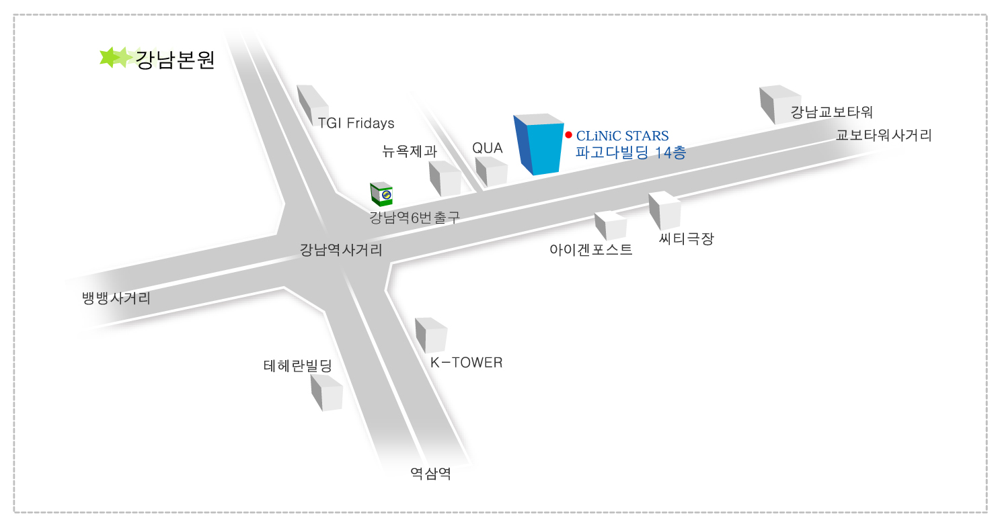 강남본원
TGI Fridays
강남교보타워
교보타워사거리
CLiNiC STARS
파고다빌딩 14층
QUA
뉴욕제과
강남역6번출구
씨티극장
아이겐포스트
강남역사거리
뱅뱅사거리
K-TOWER
테헤란빌딩
역삼역